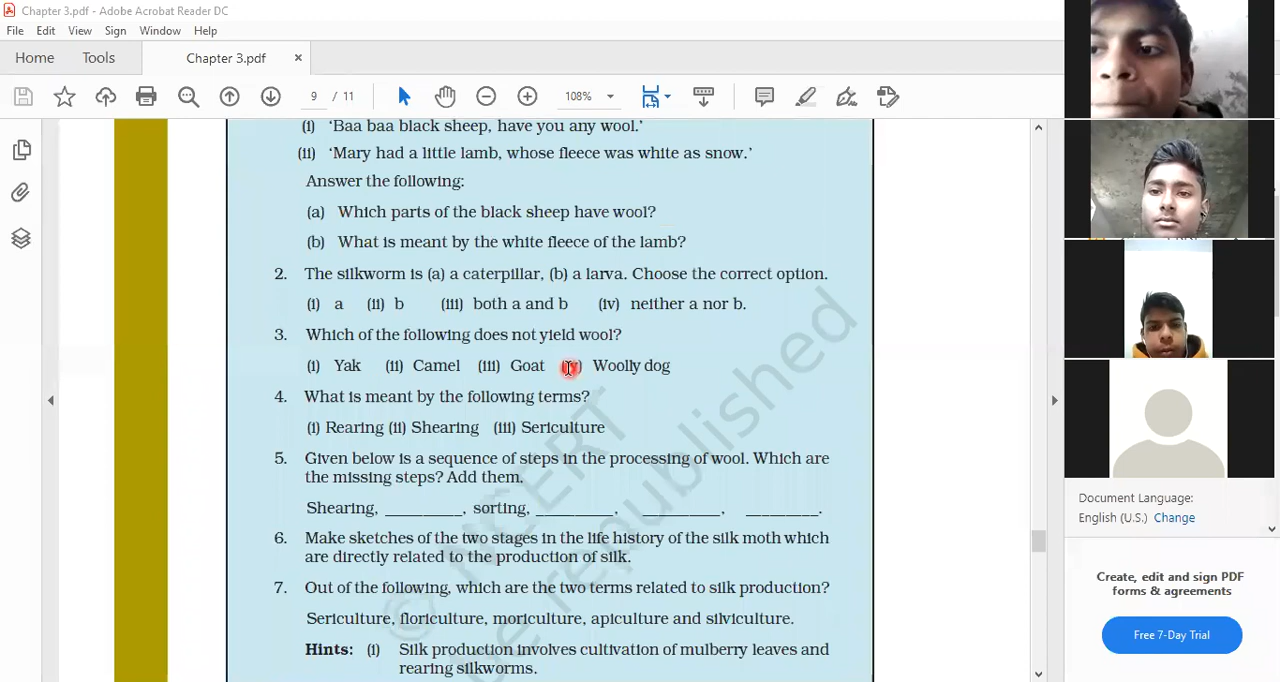 Chapter 3.pdf - Adobe Acrobat Reader DC
File Edit View Sign Window Help
Home Tools Chapter 3.pdf ×
9 / 11 108%
(i) 'Baa baa black sheep, have you any wool.'
(ii) 'Mary had a little lamb, whose fleece was white as snow.'
Answer the following:
(a) Which parts of the black sheep have wool?
(b) What is meant by the white fleece of the lamb?
2. The silkworm is (a) a caterpillar, (b) a larva. Choose the correct option.
(i) a (ii) b (iii) both a and b (iv) neither a nor b.
3. Which of the following does not yield wool?
(i) Yak (ii) Camel (iii) Goat Woolly dog
4. What is meant by the following terms?
(i) Rearing (ii) Shearing (iii) Sericulture
5. Given below is a sequence of steps in the processing of wool. Which are
the missing steps? Add them.
Shearing, _________, sorting, _________, _________, _________.
6. Make sketches of the two stages in the life history of the silk moth which
are directly related to the production of silk.
7. Out of the following, which are the two terms related to silk production?
Sericulture, floriculture, moriculture, apiculture and silviculture.
Hints: (i) Silk production involves cultivation of mulberry leaves and
rearing silkworms.
© NCERT
be republished
Document Language:
English (U.S.) Change
Create, edit and sign PDF
forms & agreements
Free 7-Day Trial